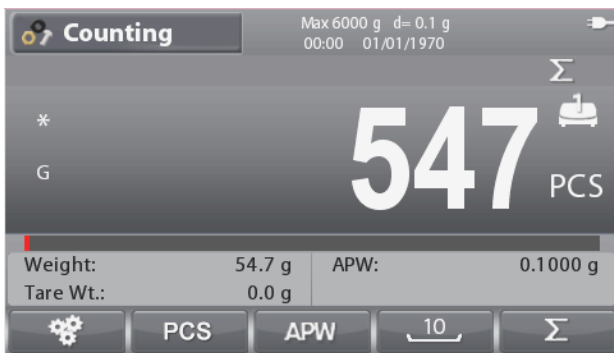 Counting
Max 6000 g d= 0.1 g
00:00 01/01/1970
Σ
1
*
547
G
PCS
Weight: 54.7 g APW: 0.1000 g
Tare Wt.: 0.0 g
PCS APW 10 Σ